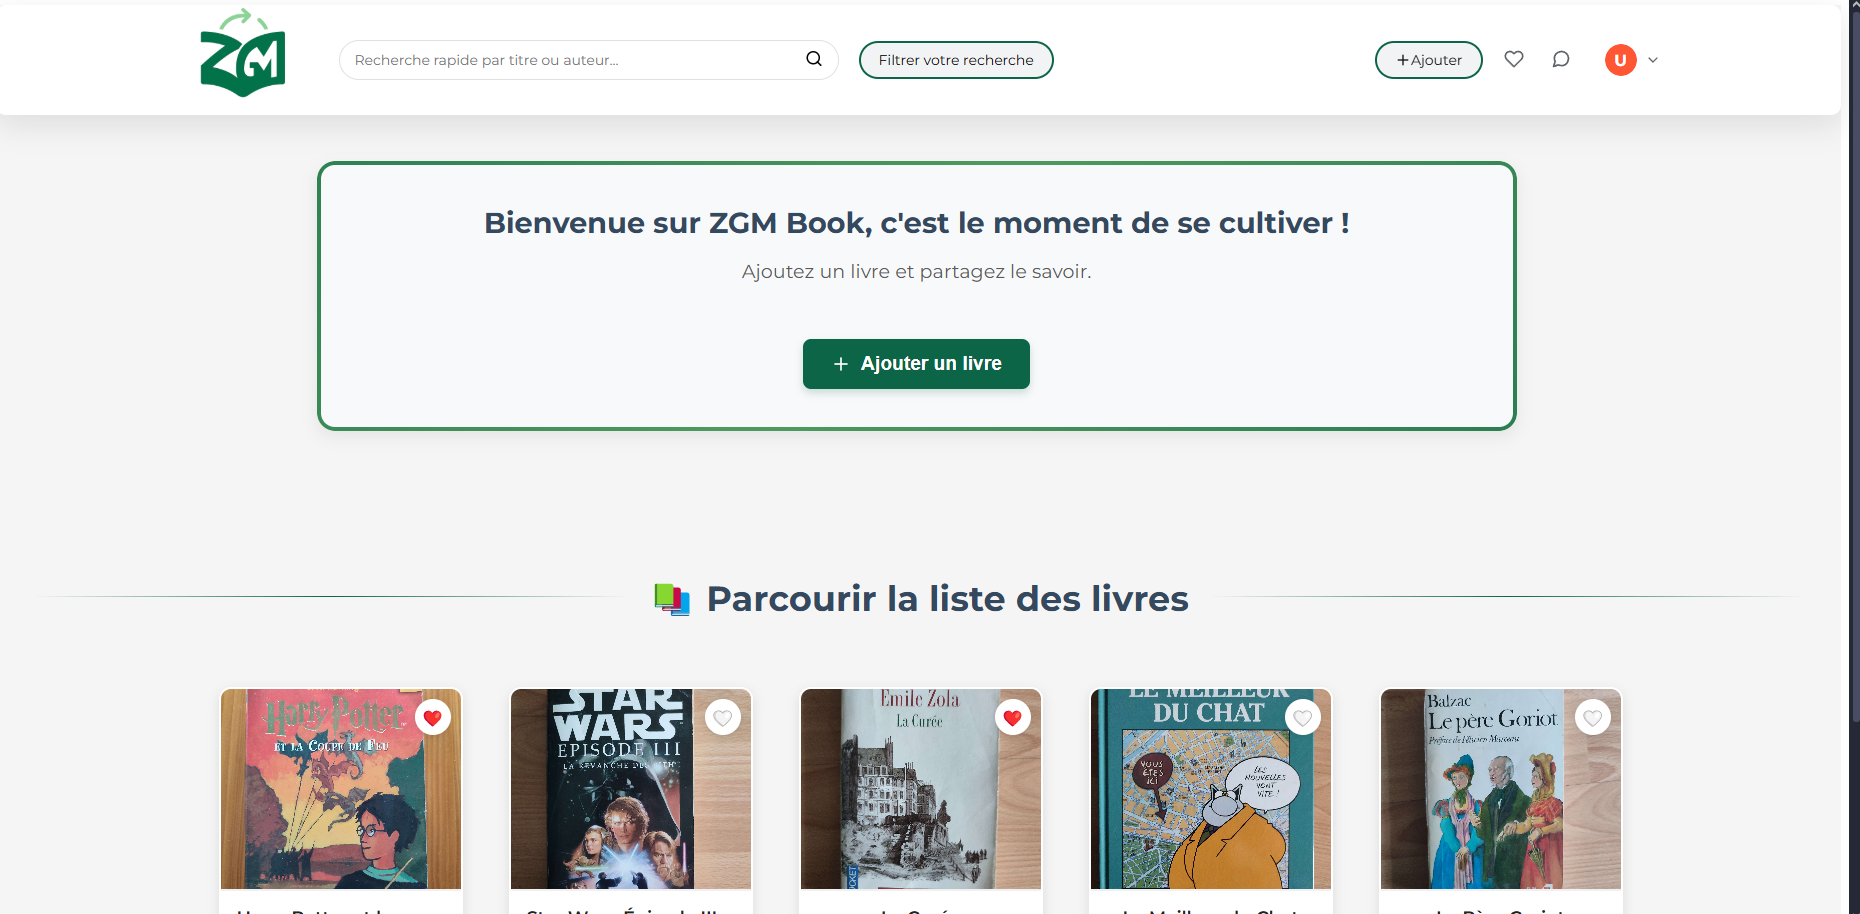 ZGM
Recherche rapide par titre ou auteur...
Filtrer votre recherche
+ Ajouter
U
Bienvenue sur ZGM Book, c'est le moment de se cultiver !
Ajoutez un livre et partagez le savoir.
+ Ajouter un livre
Parcourir la liste des livres
Harry Potter
ET LA COUPE DE FEU
STAR
WARS
EPISODE III
LA REVANCHE DES SITH
Emile Zola
La Curée
POCKET
LE MEILLEUR
DU CHAT
VOUS
ÊTES
ICI
LES
NOUVELLES
VONT
VITE !
Balzac
Le père Goriot
Préface de Félicien Marceau